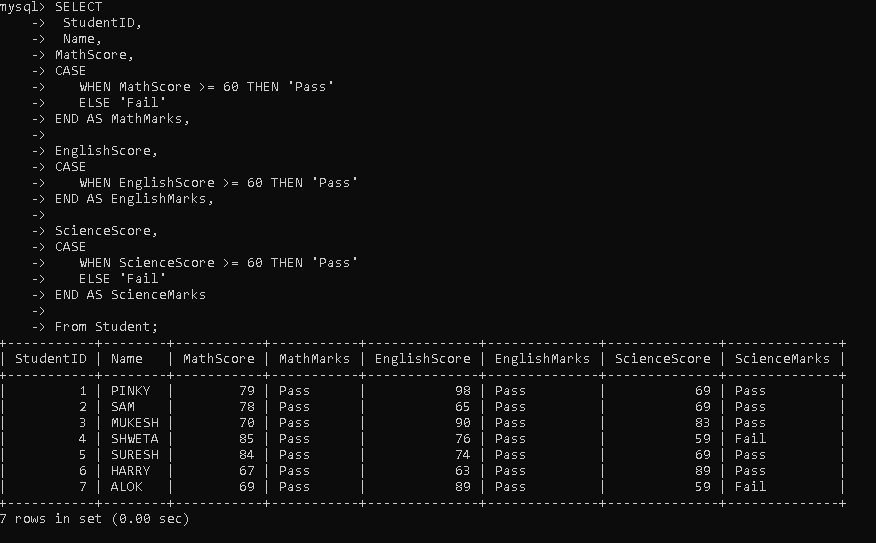 mysql> SELECT
    ->  StudentID,
    ->  Name,
    -> MathScore,
    -> CASE
    ->    WHEN MathScore >= 60 THEN 'Pass'
    ->    ELSE 'Fail'
    -> END AS MathMarks,
    ->
    -> EnglishScore,
    -> CASE
    ->    WHEN EnglishScore >= 60 THEN 'Pass'
    -> END AS EnglishMarks,
    ->
    -> ScienceScore,
    -> CASE
    ->    WHEN ScienceScore >= 60 THEN 'Pass'
    ->    ELSE 'Fail'
    -> END AS ScienceMarks
    ->
    -> From Student;
+-----------+--------+-----------+-----------+--------------+--------------+--------------+--------------+
| StudentID | Name   | MathScore | MathMarks | EnglishScore | EnglishMarks | ScienceScore | ScienceMarks |
+-----------+--------+-----------+-----------+--------------+--------------+--------------+--------------+
|         1 | PINKY  |        79 | Pass      |           98 | Pass         |           69 | Pass         |
|         2 | SAM    |        78 | Pass      |           65 | Pass         |           69 | Pass         |
|         3 | MUKESH |        70 | Pass      |           90 | Pass         |           83 | Pass         |
|         4 | SHWETA |        85 | Pass      |           76 | Pass         |           59 | Fail         |
|         5 | SURESH |        84 | Pass      |           74 | Pass         |           69 | Pass         |
|         6 | HARRY  |        67 | Pass      |           63 | Pass         |           89 | Pass         |
|         7 | ALOK   |        69 | Pass      |           89 | Pass         |           59 | Fail         |
+-----------+--------+-----------+-----------+--------------+--------------+--------------+--------------+
7 rows in set (0.00 sec)